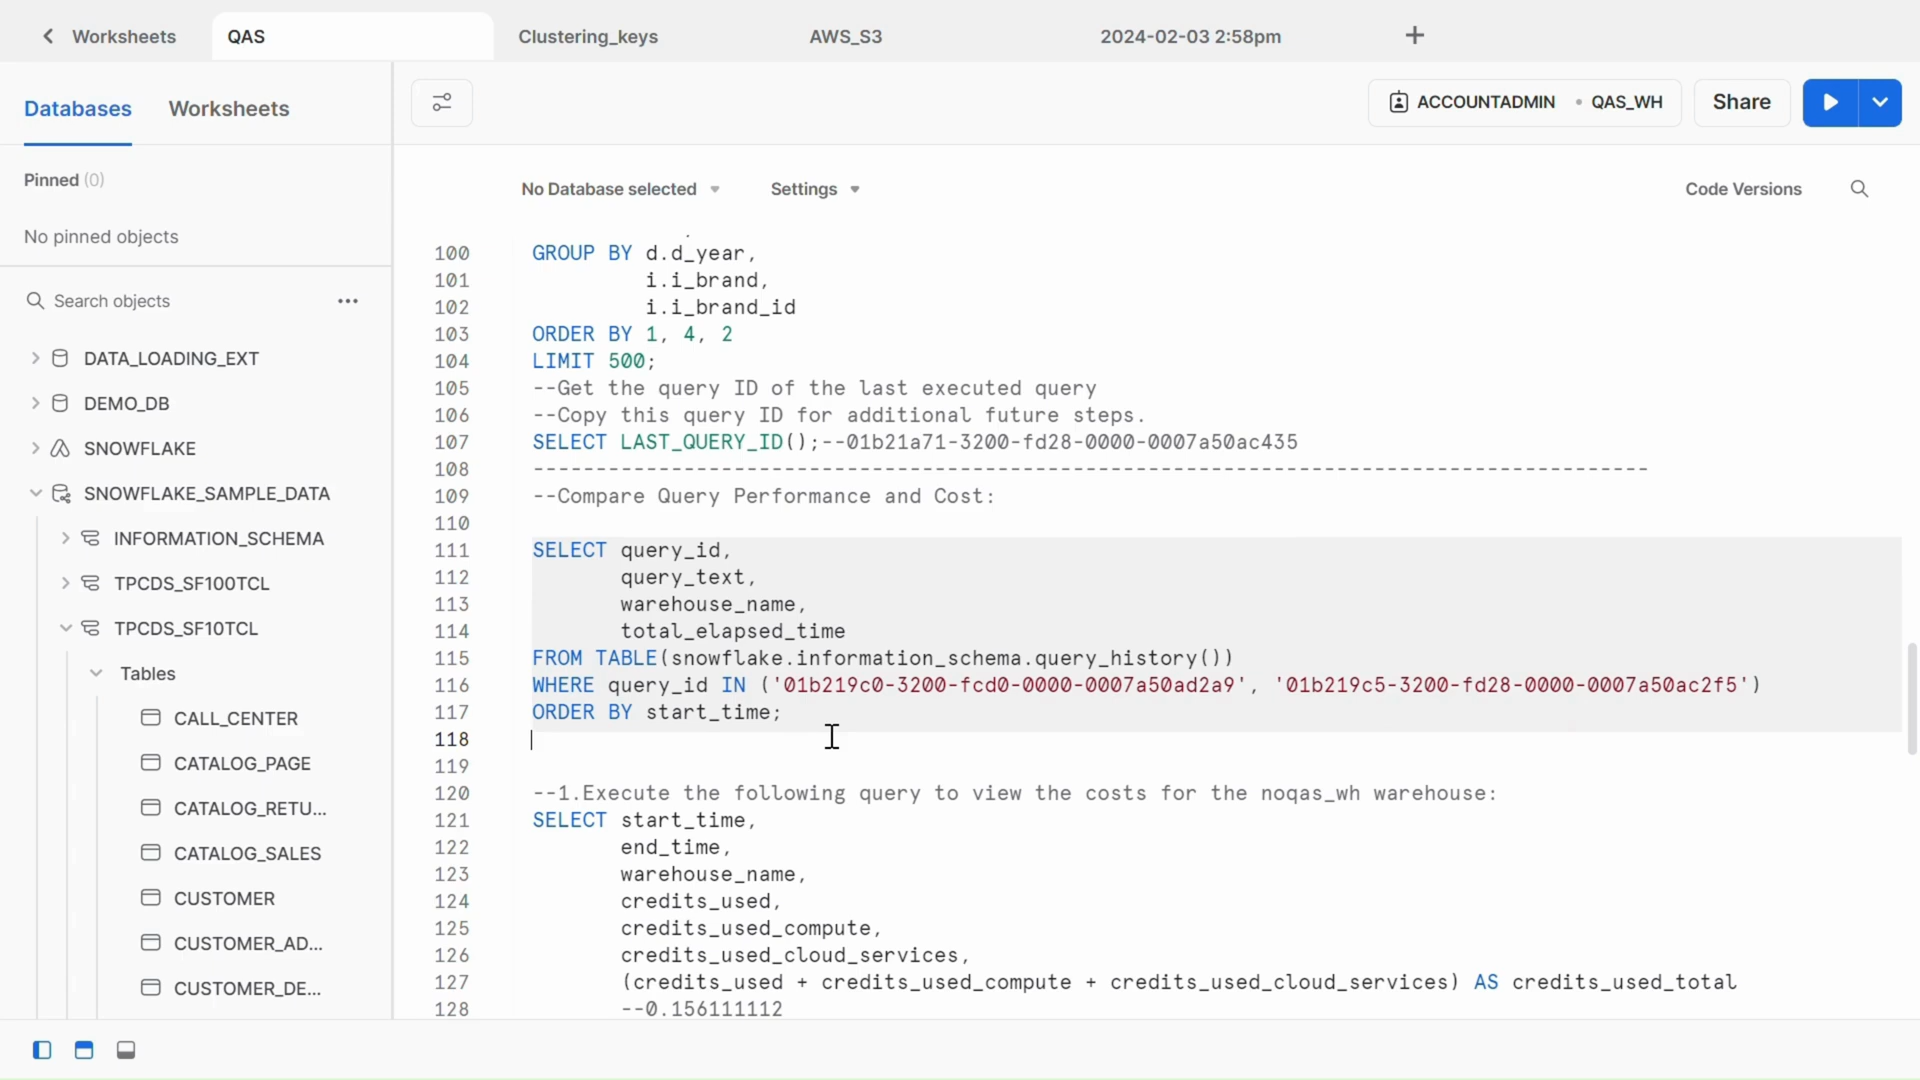 Worksheets QAS Clustering_keys AWS_S3 2024-02-03 2:58pm +
Databases Worksheets
ACCOUNTADMIN • QAS_WH Share
Pinned (0)
No pinned objects
Search objects
DATA_LOADING_EXT
DEMO_DB
SNOWFLAKE
SNOWFLAKE_SAMPLE_DATA
INFORMATION_SCHEMA
TPCDS_SF100TCL
TPCDS_SF10TCL
Tables
CALL_CENTER
CATALOG_PAGE
CATALOG_RETU...
CATALOG_SALES
CUSTOMER
CUSTOMER_AD...
CUSTOMER_DE...
No Database selected Settings Code Versions
100 GROUP BY d.d_year,
101 i.i_brand,
102 i.i_brand_id
103 ORDER BY 1, 4, 2
104 LIMIT 500;
105 --Get the query ID of the last executed query
106 --Copy this query ID for additional future steps.
107 SELECT LAST_QUERY_ID();--01b21a71-3200-fd28-0000-0007a50ac435
108 -----------------------------------------------------------------------------------------
109 --Compare Query Performance and Cost:
110
111 SELECT query_id,
112 query_text,
113 warehouse_name,
114 total_elapsed_time
115 FROM TABLE(snowflake.information_schema.query_history())
116 WHERE query_id IN ('01b219c0-3200-fcd0-0000-0007a50ad2a9', '01b219c5-3200-fd28-0000-0007a50ac2f5')
117 ORDER BY start_time;
118
119
120 --1.Execute the following query to view the costs for the noqas_wh warehouse:
121 SELECT start_time,
122 end_time,
123 warehouse_name,
124 credits_used,
125 credits_used_compute,
126 credits_used_cloud_services,
127 (credits_used + credits_used_compute + credits_used_cloud_services) AS credits_used_total
128 --0.156111112